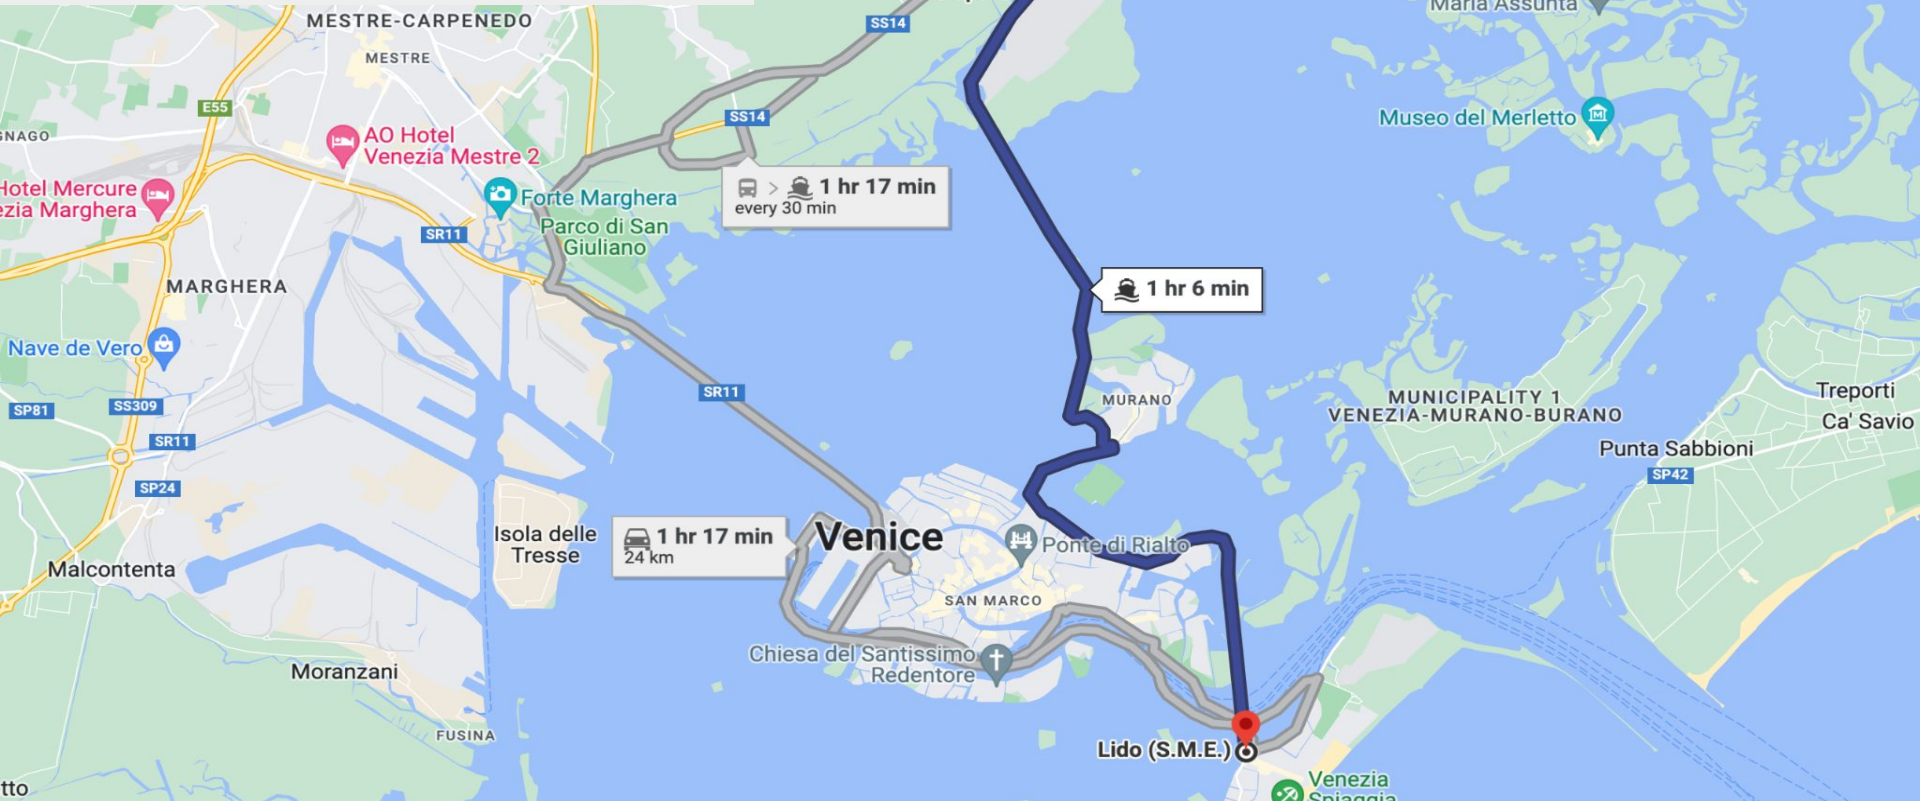 Maria Assunta
MESTRE-CARPENEDO
SS14
MESTRE
E55
SS14
Museo del Merletto
GNAGO
AO Hotel
Venezia Mestre 2
Hotel Mercure
ezia Marghera
1 hr 17 min
every 30 min
Forte Marghera
Parco di San
Giuliano
SR11
MARGHERA
1 hr 6 min
Nave de Vero
SR11
SP81
SS309
MURANO
MUNICIPALITY 1
VENEZIA-MURANO-BURANO
Treporti
Ca' Savio
SR11
Punta Sabbioni
SP42
SP24
Isola delle
Tresse
1 hr 17 min
24 km
Venice
Ponte di Rialto
Malcontenta
SAN MARCO
Chiesa del Santissimo
Redentore
Moranzani
FUSINA
Lido (S.M.E.)
Venezia
Spiaggia
tto